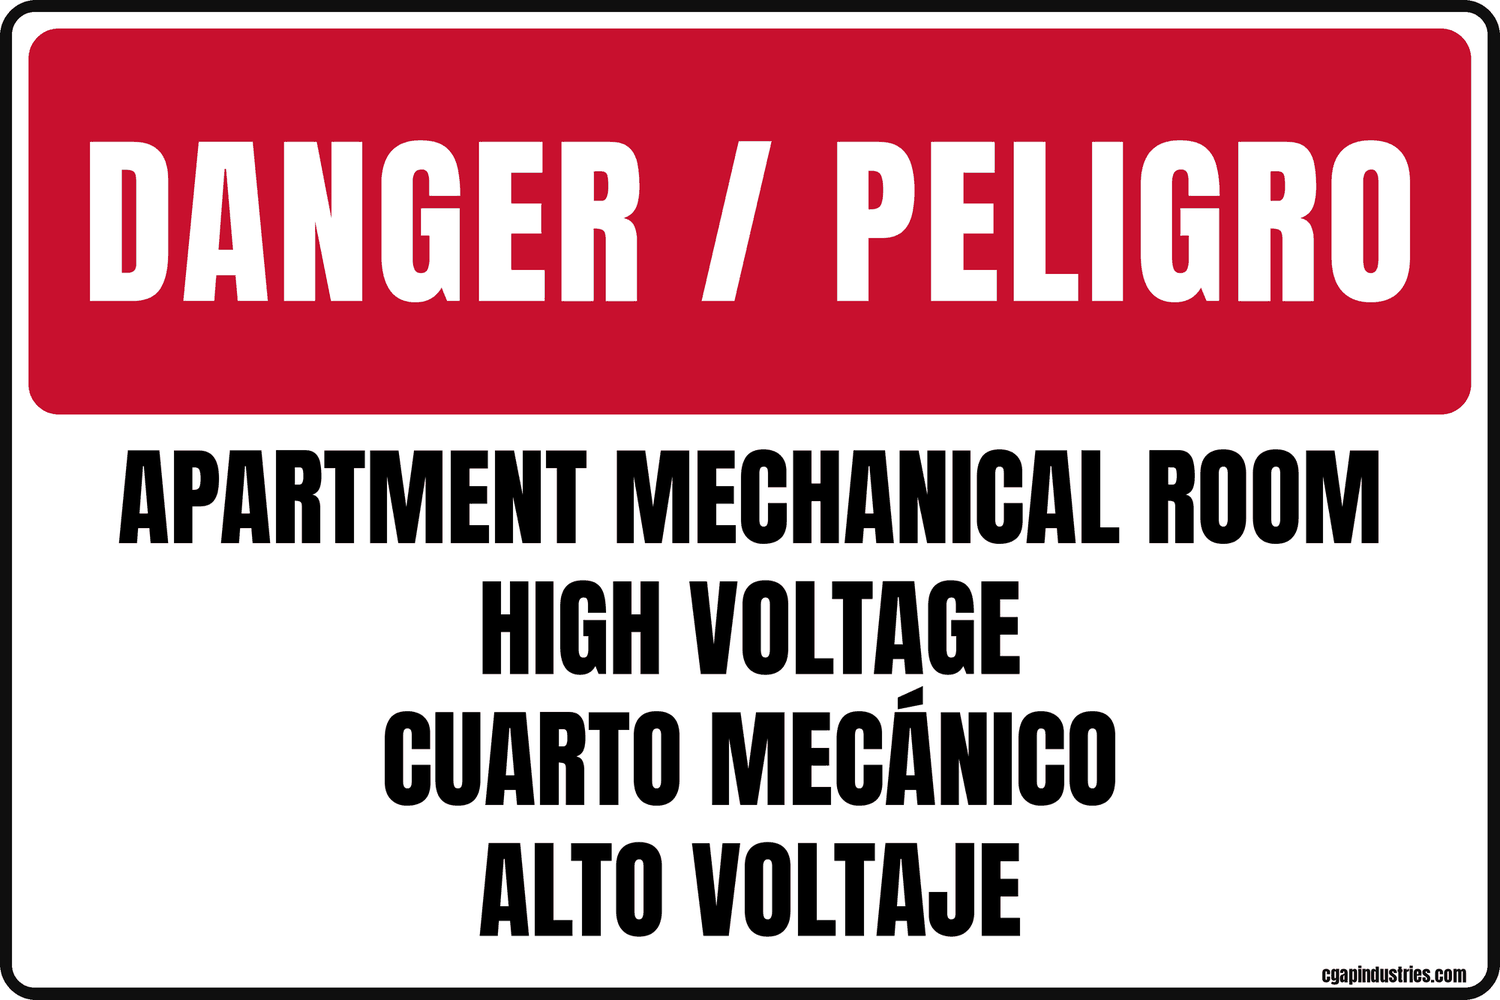 DANGER / PELIGRO
APARTMENT MECHANICAL ROOM
HIGH VOLTAGE
CUARTO MECÁNICO
ALTO VOLTAJE
cgapindustries.com